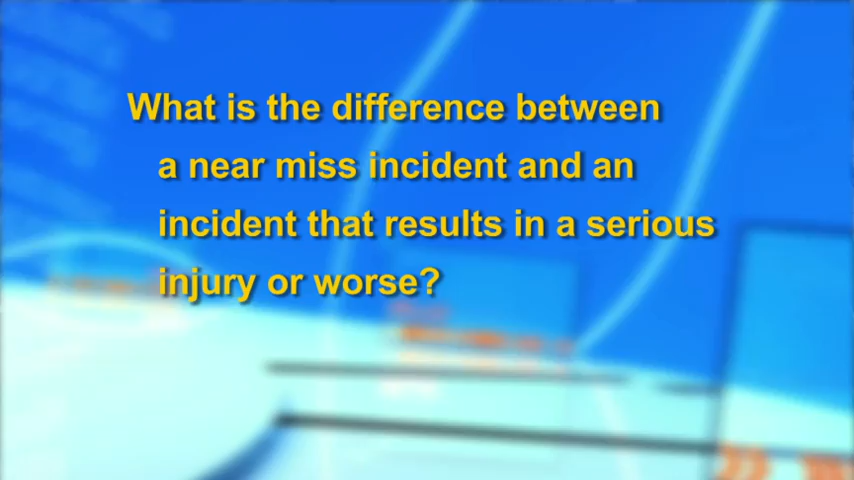 What is the difference between
a near miss incident and an
incident that results in a serious
injury or worse?